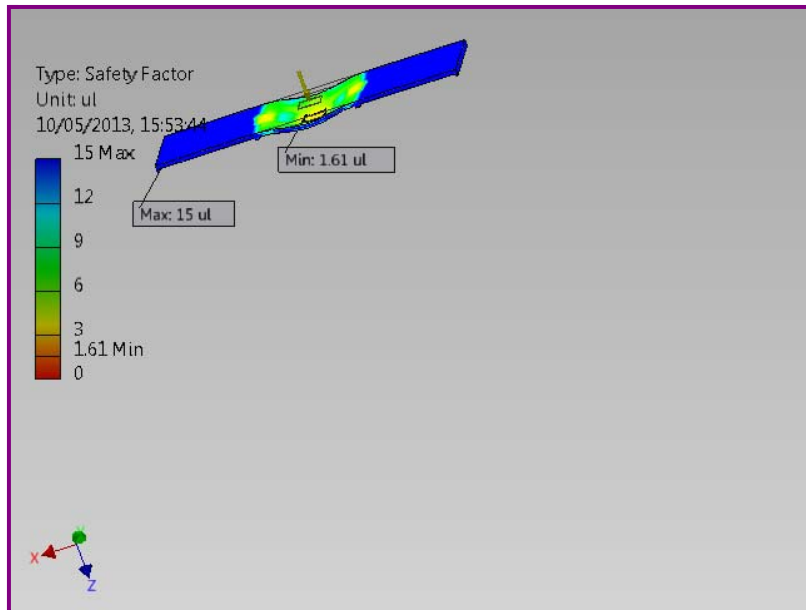 Type: Safety Factor
Unit: ul
10/05/2013, 15:53:44
15 Max
12
9
6
3
1.61 Min
0
Min: 1.61 ul
Max: 15 ul
X
Y
Z